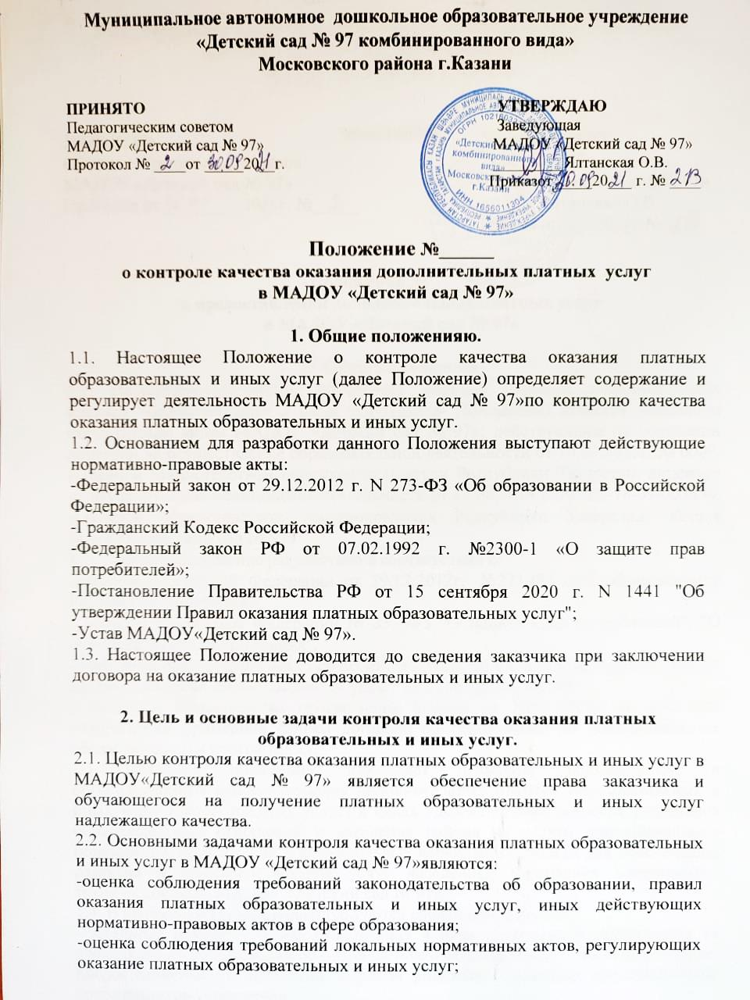 Муниципальное автономное дошкольное образовательное учреждение
«Детский сад № 97 комбинированного вида»
Московского района г.Казани
ПРИНЯТО
Педагогическим советом
МАДОУ «Детский сад № 97»
Протокол № 2 от 30.09 2021 г.
УТВЕРЖДАЮ
Заведующая
МАДОУ «Детский сад № 97»
Ялтанская О.В.
Приказ от 30.09 2021 г. № 213
«Детский
комбинированного
вида»
Московского
г.Казани
ИНН 1656011304
Положение №______
о контроле качества оказания дополнительных платных услуг
в МАДОУ «Детский сад № 97»
1. Общие положенияю.
1.1. Настоящее Положение о контроле качества оказания платных
образовательных и иных услуг (далее Положение) определяет содержание и
регулирует деятельность МАДОУ «Детский сад № 97»по контролю качества
оказания платных образовательных и иных услуг.
1.2. Основанием для разработки данного Положения выступают действующие
нормативно-правовые акты:
-Федеральный закон от 29.12.2012 г. N 273-ФЗ «Об образовании в Российской
Федерации»;
-Гражданский Кодекс Российской Федерации;
-Федеральный закон РФ от 07.02.1992 г. №2300-1 «О защите прав
потребителей»;
-Постановление Правительства РФ от 15 сентября 2020 г. N 1441 "Об
утверждении Правил оказания платных образовательных услуг";
-Устав МАДОУ«Детский сад № 97».
1.3. Настоящее Положение доводится до сведения заказчика при заключении
договора на оказание платных образовательных и иных услуг.
2. Цель и основные задачи контроля качества оказания платных
образовательных и иных услуг.
2.1. Целью контроля качества оказания платных образовательных и иных услуг в
МАДОУ«Детский сад № 97» является обеспечение права заказчика и
обучающегося на получение платных образовательных и иных услуг
надлежащего качества.
2.2. Основными задачами контроля качества оказания платных образовательных
и иных услуг в МАДОУ «Детский сад № 97»являются:
-оценка соблюдения требований законодательства об образовании, правил
оказания платных образовательных и иных услуг, иных действующих
нормативно-правовых актов в сфере образования;
-оценка соблюдения требований локальных нормативных актов, регулирующих
оказание платных образовательных и иных услуг;